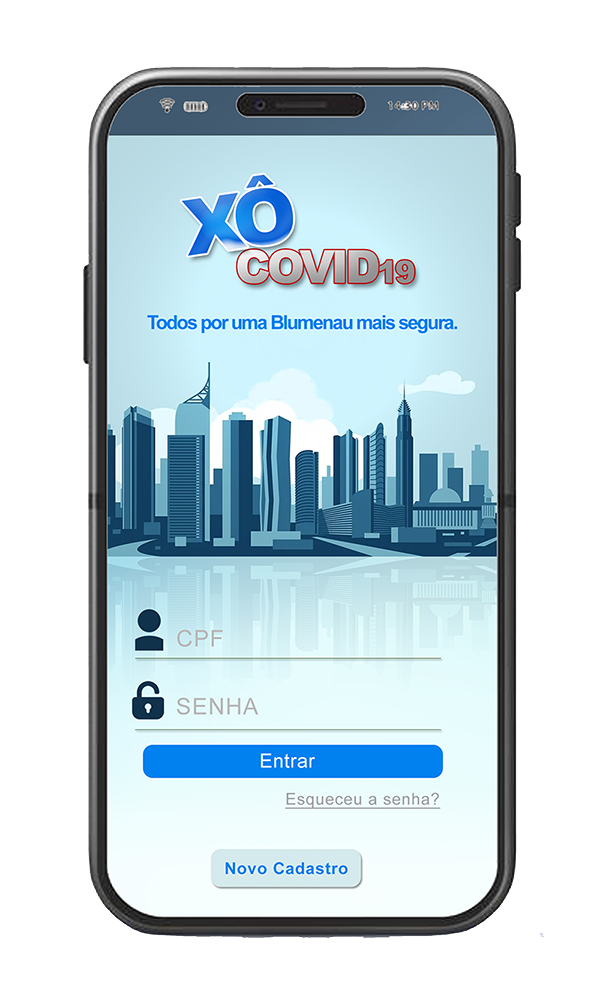 14:30 PM
XÔ
COVID19
Todos por uma Blumenau mais segura.
CPF
SENHA
Entrar
Esqueceu a senha?
Novo Cadastro